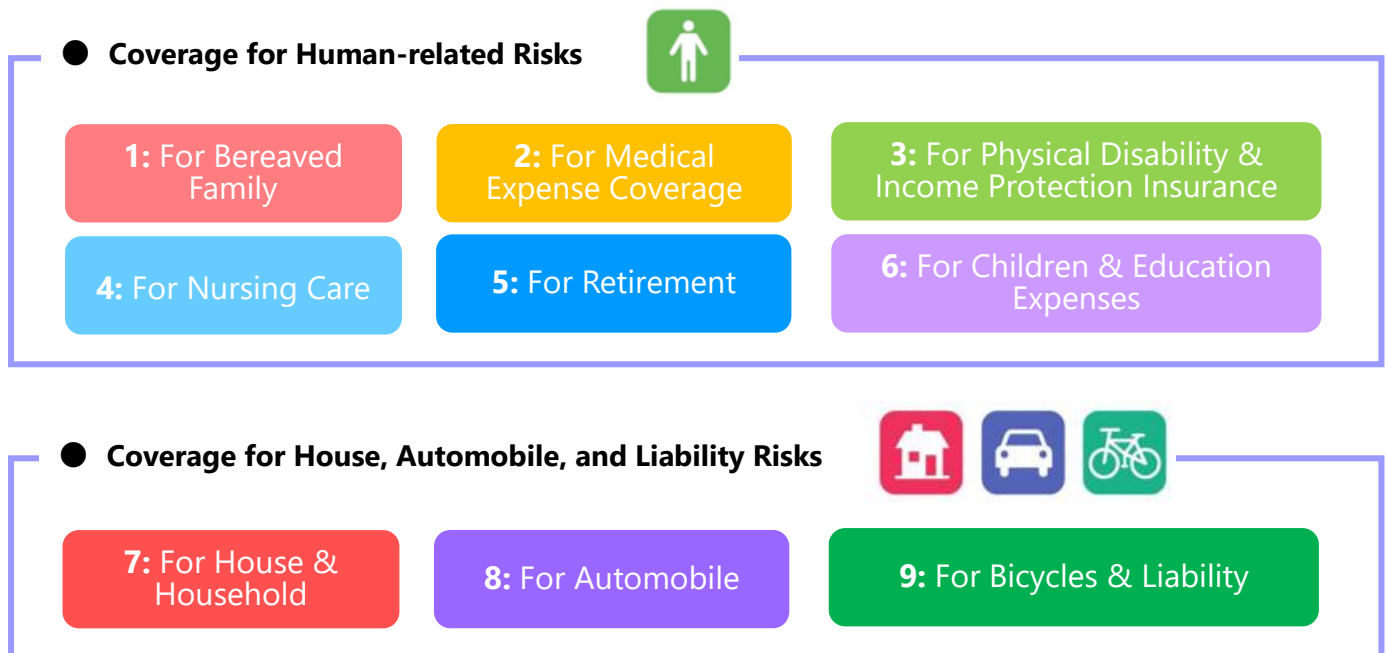 ● Coverage for Human-related Risks
1: For Bereaved
Family
2: For Medical
Expense Coverage
3: For Physical Disability &
Income Protection Insurance
4: For Nursing Care
5: For Retirement
6: For Children & Education
Expenses
● Coverage for House, Automobile, and Liability Risks
7: For House &
Household
8: For Automobile
9: For Bicycles & Liability